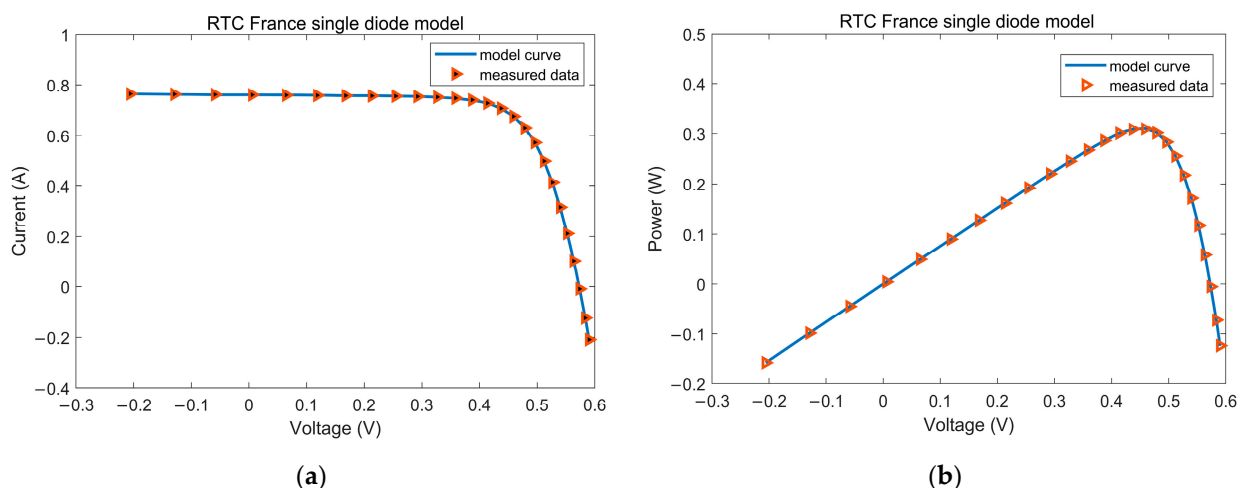 RTC France single diode model
1
0.8
0.6
0.4
0.2
0
−0.2
−0.4
Current (A)
model curve
measured data
−0.3 −0.2 −0.1 0 0.1 0.2 0.3 0.4 0.5 0.6
Voltage (V)
(a)
RTC France single diode model
0.5
0.4
0.3
0.2
0.1
0
−0.1
−0.2
Power (W)
model curve
measured data
−0.3 −0.2 −0.1 0 0.1 0.2 0.3 0.4 0.5 0.6
Voltage (V)
(b)